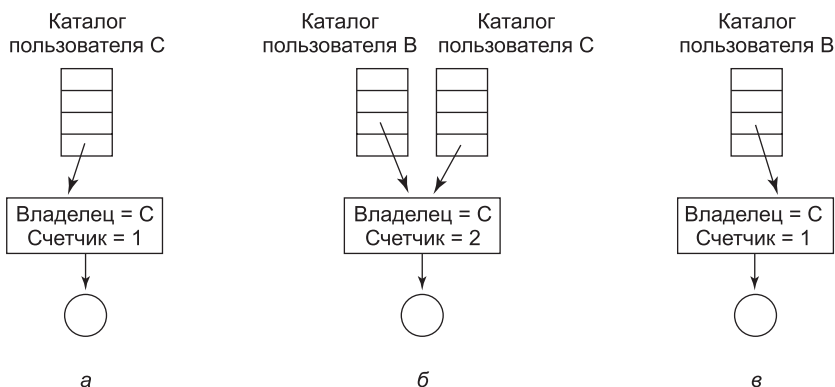 Каталог
пользователя C
Каталог
пользователя B
Каталог
пользователя C
Каталог
пользователя B
Владелец = C
Счетчик = 1
Владелец = C
Счетчик = 2
Владелец = C
Счетчик = 1
а
б
в